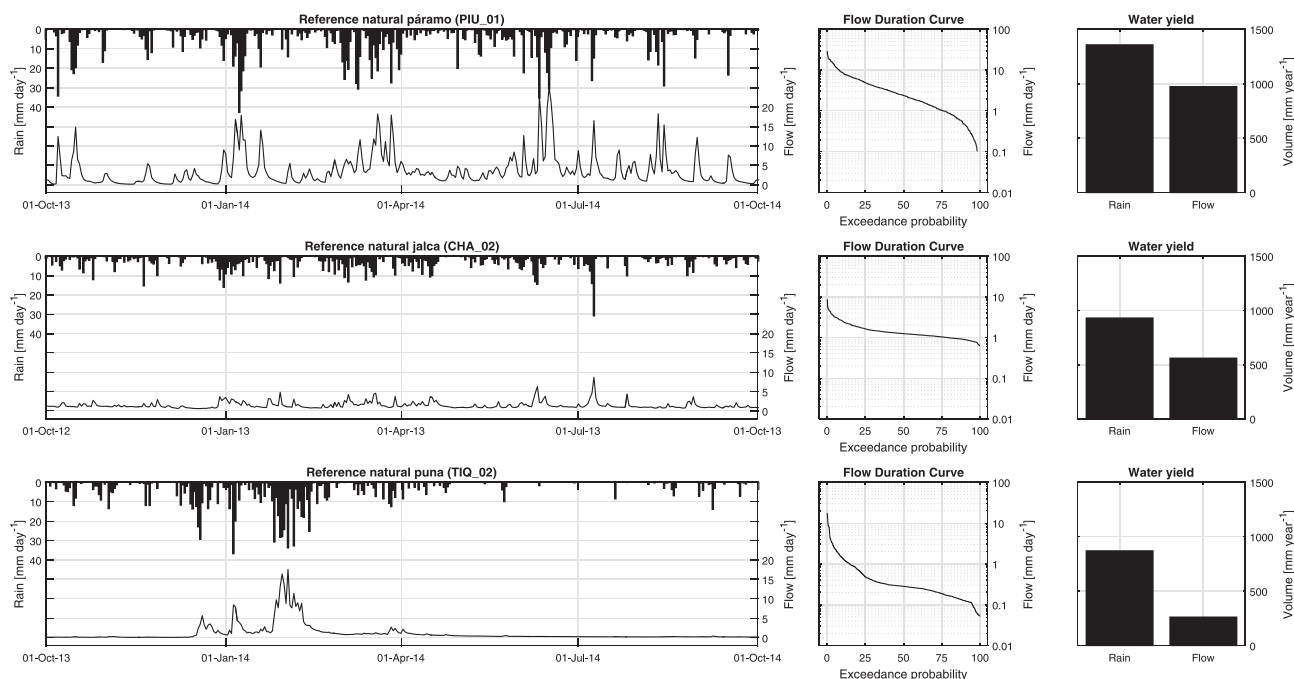 Reference natural páramo (PIU_01)
Flow Duration Curve
Water yield
0
10
20
30
40
Rain [mm day-1]
20
15
10
5
0
Flow [mm day-1]
01-Oct-13
01-Jan-14
01-Apr-14
01-Jul-14
01-Oct-14
100
10
1
0.1
0.01
Flow [mm day-1]
0
25
50
75
100
Exceedance probability
1500
1000
500
0
Volume [mm year-1]
Rain
Flow
Reference natural jalca (CHA_02)
Flow Duration Curve
Water yield
0
10
20
30
40
Rain [mm day-1]
20
15
10
5
0
Flow [mm day-1]
01-Oct-12
01-Jan-13
01-Apr-13
01-Jul-13
01-Oct-13
100
10
1
0.1
0.01
Flow [mm day-1]
0
25
50
75
100
Exceedance probability
1500
1000
500
0
Volume [mm year-1]
Rain
Flow
Reference natural puna (TIQ_02)
Flow Duration Curve
Water yield
0
10
20
30
40
Rain [mm day-1]
20
15
10
5
0
Flow [mm day-1]
01-Oct-13
01-Jan-14
01-Apr-14
01-Jul-14
01-Oct-14
100
10
1
0.1
0.01
Flow [mm day-1]
0
25
50
75
100
Exceedance probability
1500
1000
500
0
Volume [mm year-1]
Rain
Flow